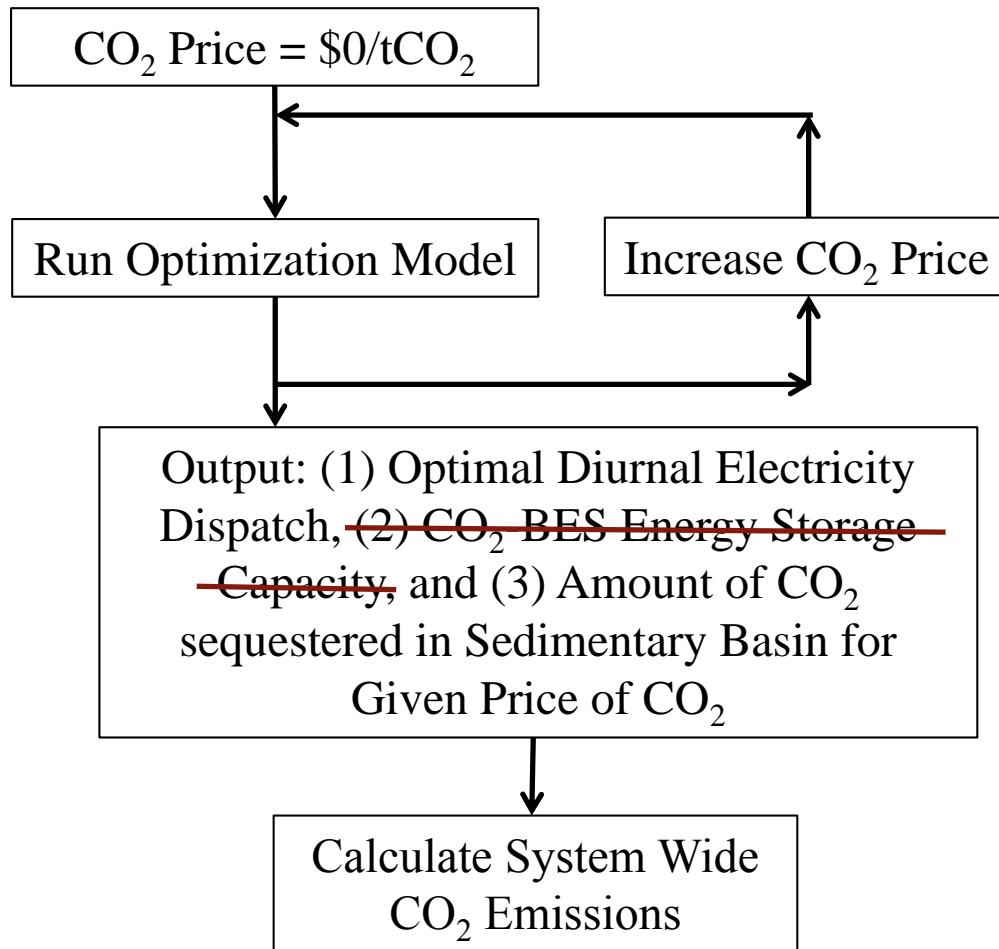 CO₂ Price = $0/tCO₂
Run Optimization Model
Increase CO₂ Price
Output: (1) Optimal Diurnal Electricity
Dispatch, (2) CO₂-BES Energy Storage
Capacity, and (3) Amount of CO₂
sequestered in Sedimentary Basin for
Given Price of CO₂
Calculate System Wide
CO₂ Emissions